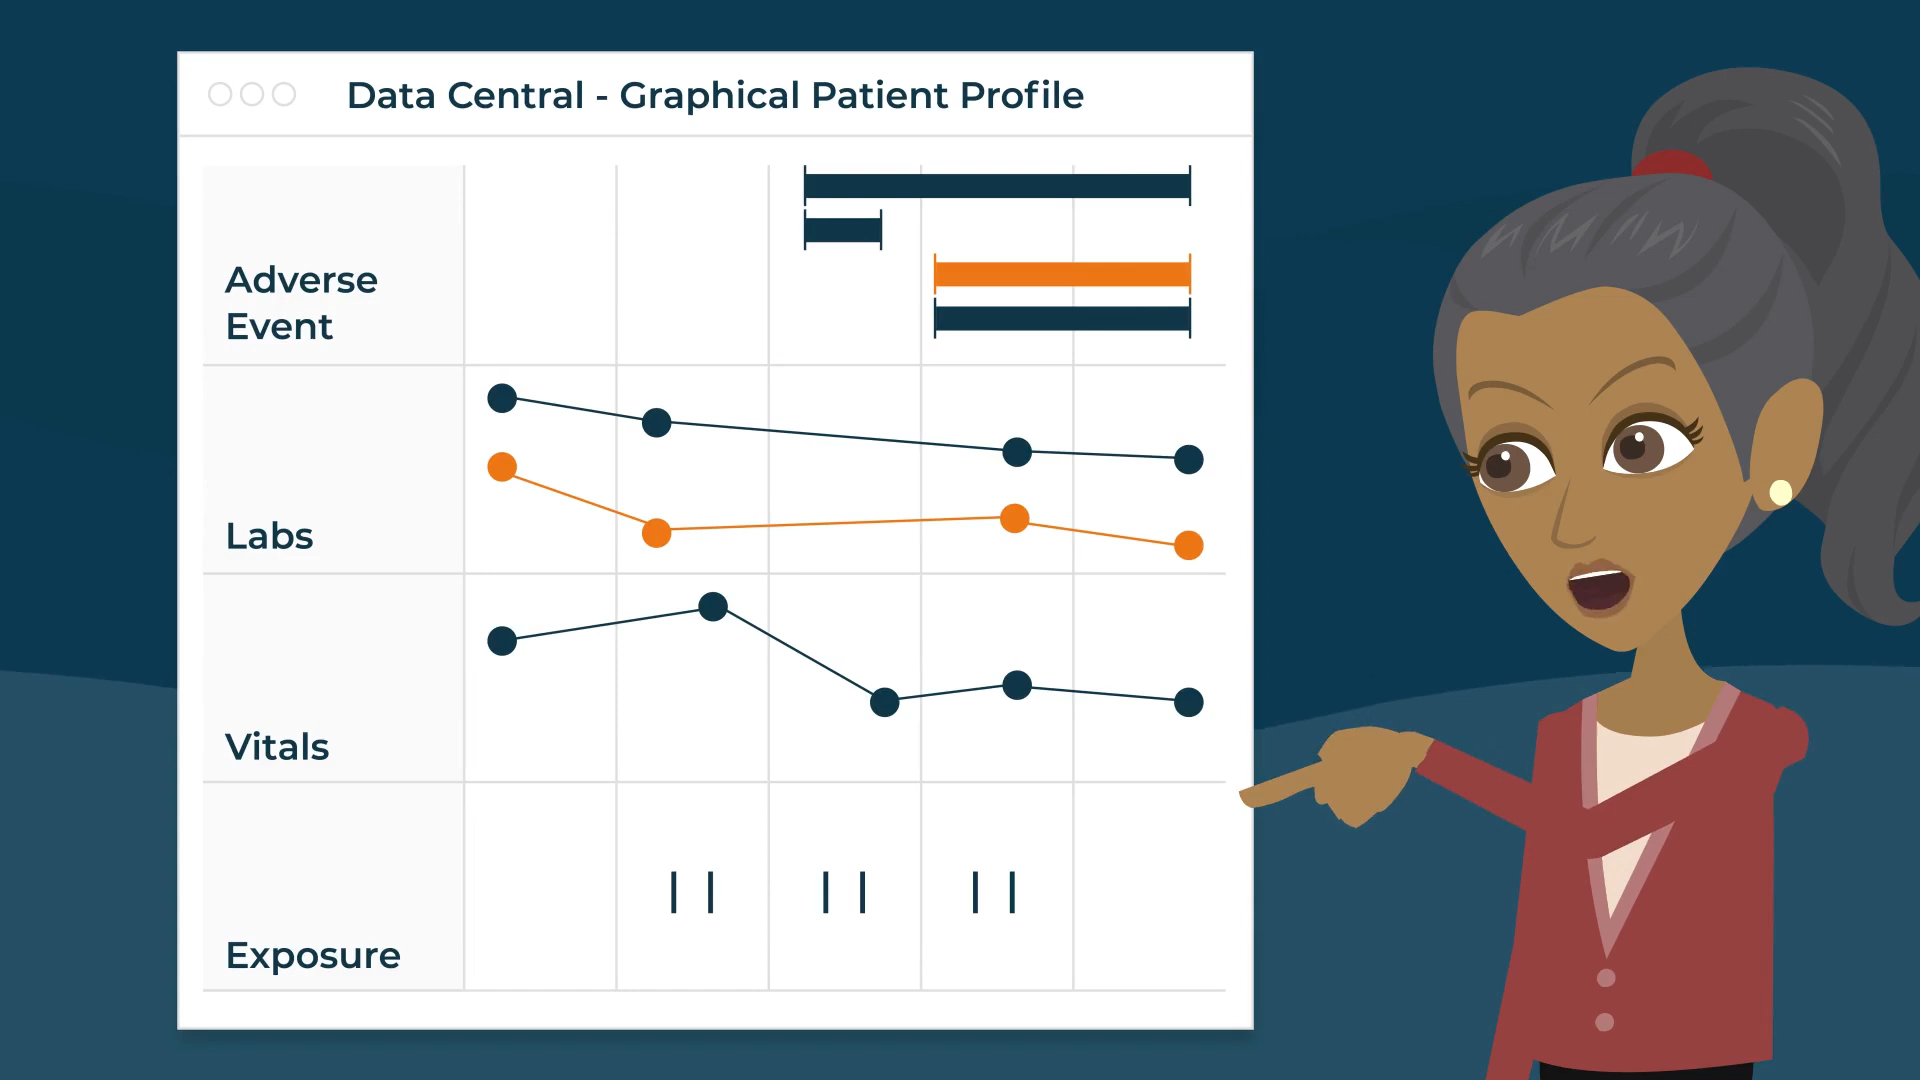 Data Central - Graphical Patient Profile
Adverse
Event
Labs
Vitals
Exposure